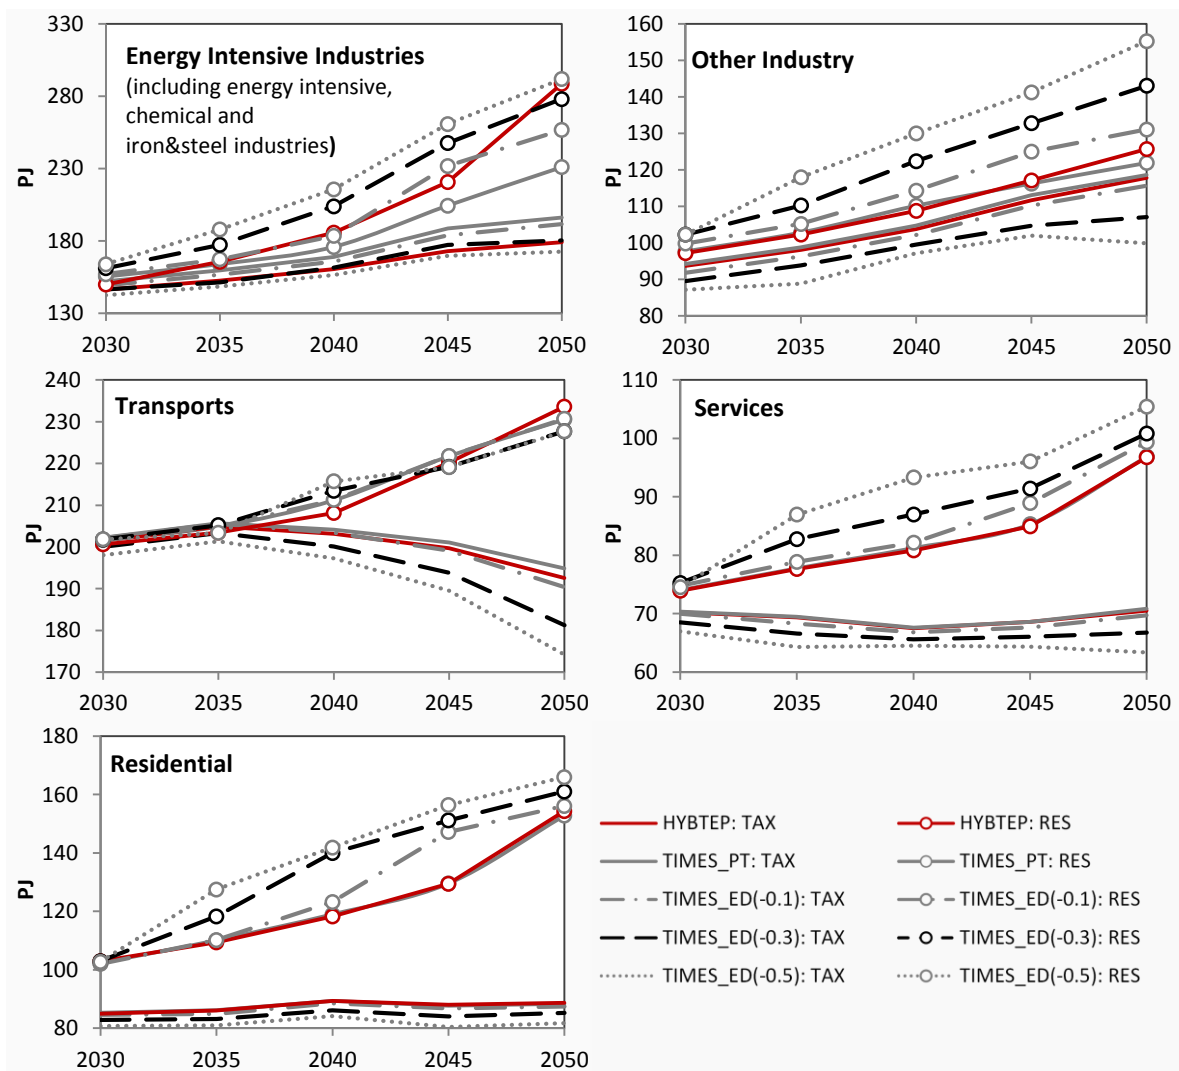 330
280
230
180
130
PJ
Energy Intensive Industries
(including energy intensive,
chemical and
iron&steel industries)
2030 2035 2040 2045 2050
160
150
140
130
120
110
100
90
80
PJ
Other Industry
2030 2035 2040 2045 2050
240
230
220
210
200
190
180
170
PJ
Transports
2030 2035 2040 2045 2050
110
100
90
80
70
60
PJ
Services
2030 2035 2040 2045 2050
180
160
140
120
100
80
PJ
Residential
2030 2035 2040 2045 2050
HYBTEP: TAX
HYBTEP: RES
TIMES_PT: TAX
TIMES_PT: RES
TIMES_ED(-0.1): TAX
TIMES_ED(-0.1): RES
TIMES_ED(-0.3): TAX
TIMES_ED(-0.3): RES
TIMES_ED(-0.5): TAX
TIMES_ED(-0.5): RES